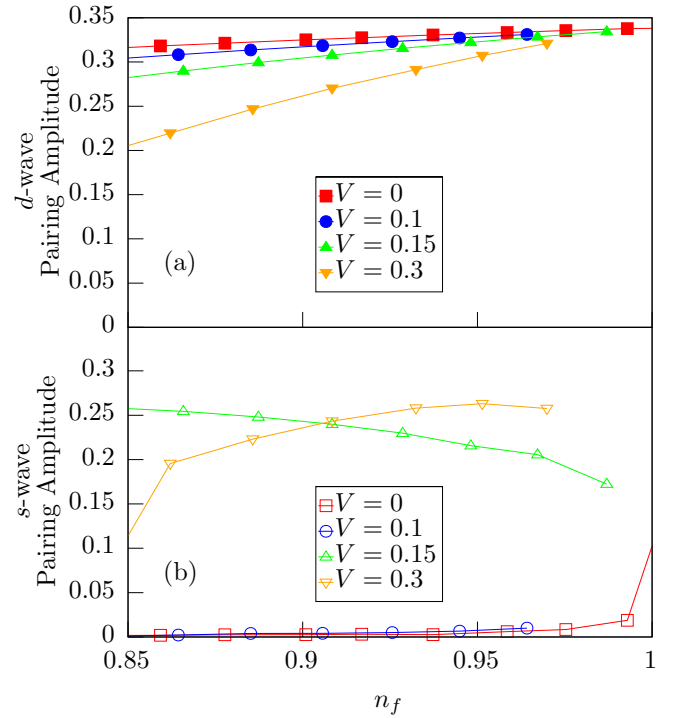 0.35
0.3
0.25
0.2
0.15
0.1
0.05
0
d-wave
Pairing Amplitude
V = 0
V = 0.1
V = 0.15
V = 0.3
(a)
0.3
0.25
0.2
0.15
0.1
0.05
0
s-wave
Pairing Amplitude
V = 0
V = 0.1
V = 0.15
V = 0.3
(b)
0.85 0.9 0.95 1
n_f